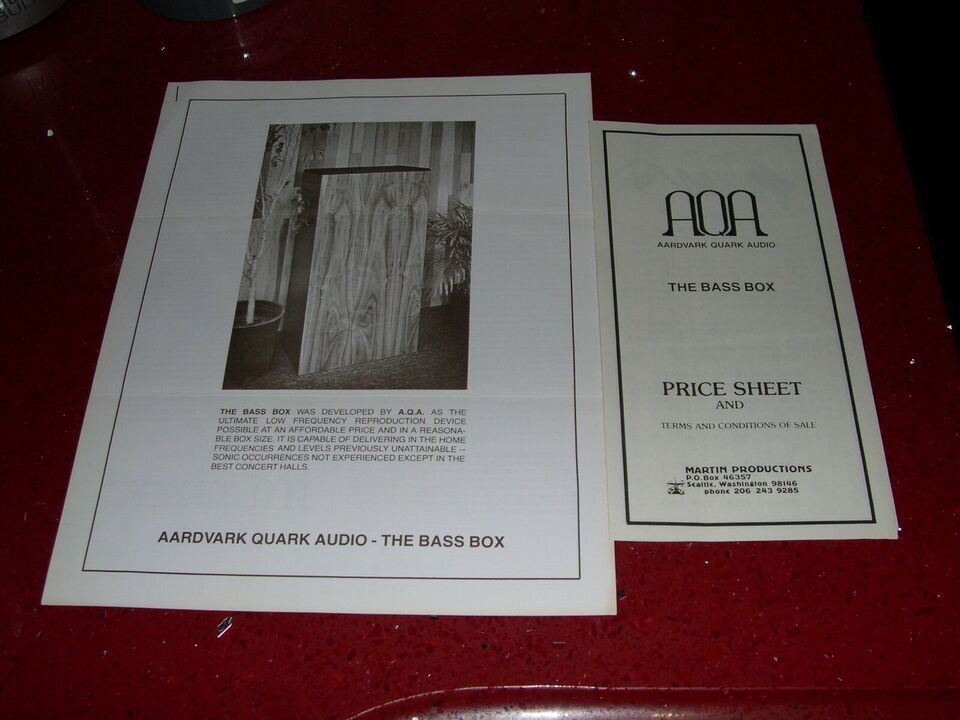 THE BASS BOX WAS DEVELOPED BY A.Q.A. AS THE
ULTIMATE LOW FREQUENCY REPRODUCTION DEVICE
POSSIBLE AT AN AFFORDABLE PRICE AND IN A REASONA-
BLE BOX SIZE. IT IS CAPABLE OF DELIVERING IN THE HOME
FREQUENCIES AND LEVELS PREVIOUSLY UNATTAINABLE --
SONIC OCCURRENCES NOT EXPERIENCED EXCEPT IN THE
BEST CONCERT HALLS.
AARDVARK QUARK AUDIO - THE BASS BOX
AQA
AARDVARK QUARK AUDIO
THE BASS BOX
PRICE SHEET
AND
TERMS AND CONDITIONS OF SALE
MARTIN PRODUCTIONS
P.O. Box 46357
Seattle, Washington 98146
phone 206 243 9285